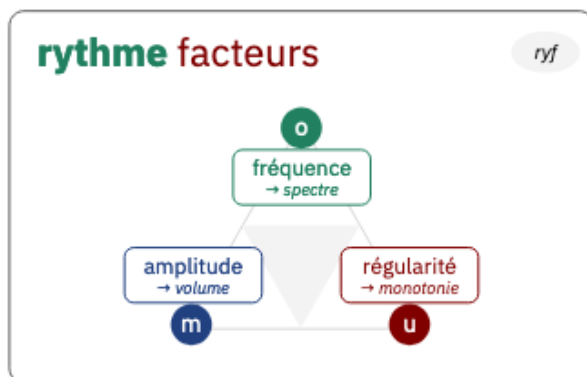 rythme facteurs
ryf
o
fréquence
→ spectre
amplitude
→ volume
régularité
→ monotonie
m
u